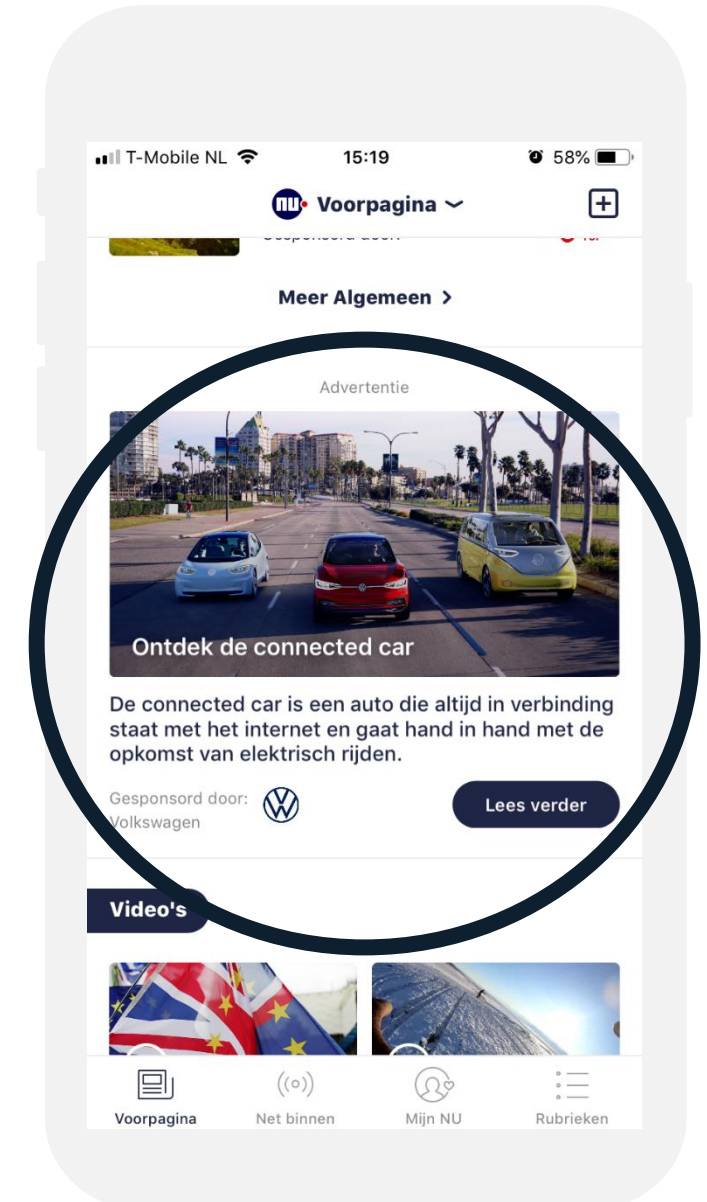 T-Mobile NL 15:19 58%
nu Voorpagina
Meer Algemeen >
Advertentie
Ontdek de connected car
De connected car is een auto die altijd in verbinding
staat met het internet en gaat hand in hand met de
opkomst van elektrisch rijden.
Gesponsord door:
Volkswagen
Lees verder
Video's
Voorpagina Net binnen Mijn NU Rubrieken